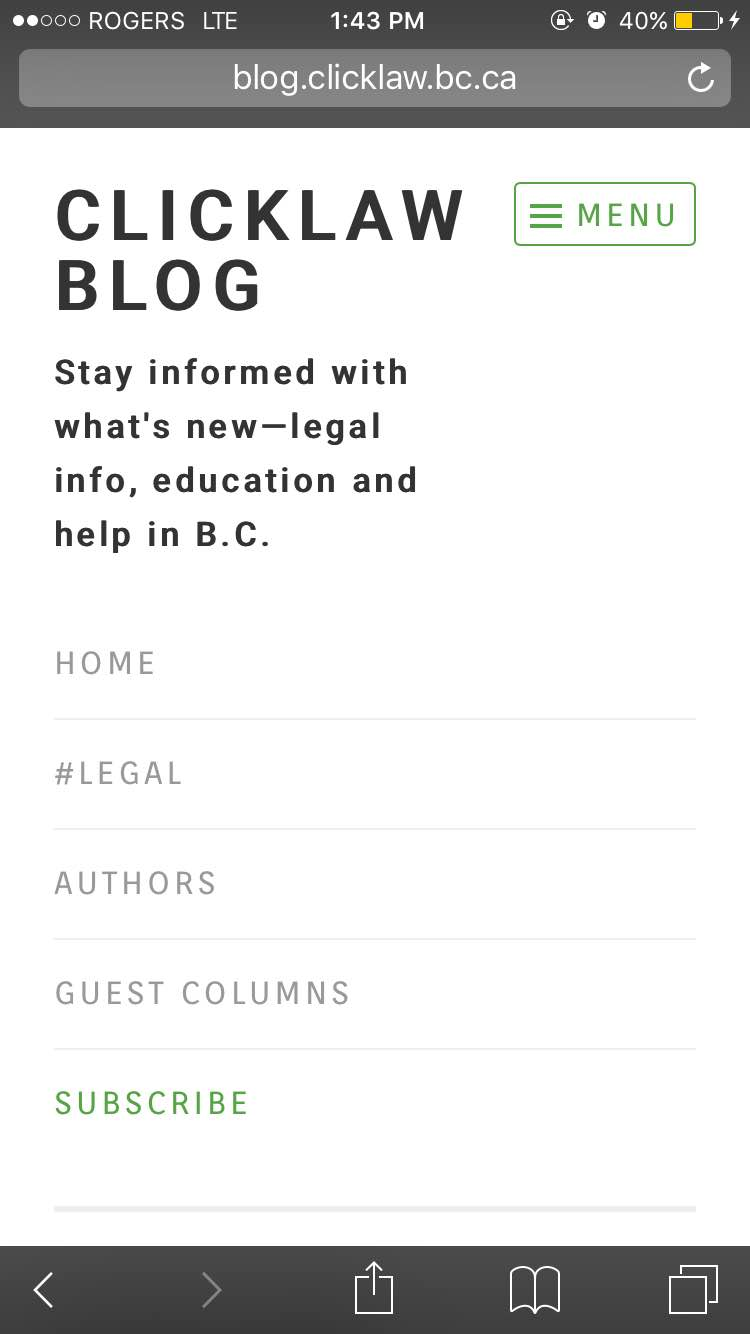 ROGERS LTE 1:43 PM 40%
blog.clicklaw.bc.ca
CLICKLAW
BLOG
MENU
Stay informed with
what's new—legal
info, education and
help in B.C.
HOME
#LEGAL
AUTHORS
GUEST COLUMNS
SUBSCRIBE